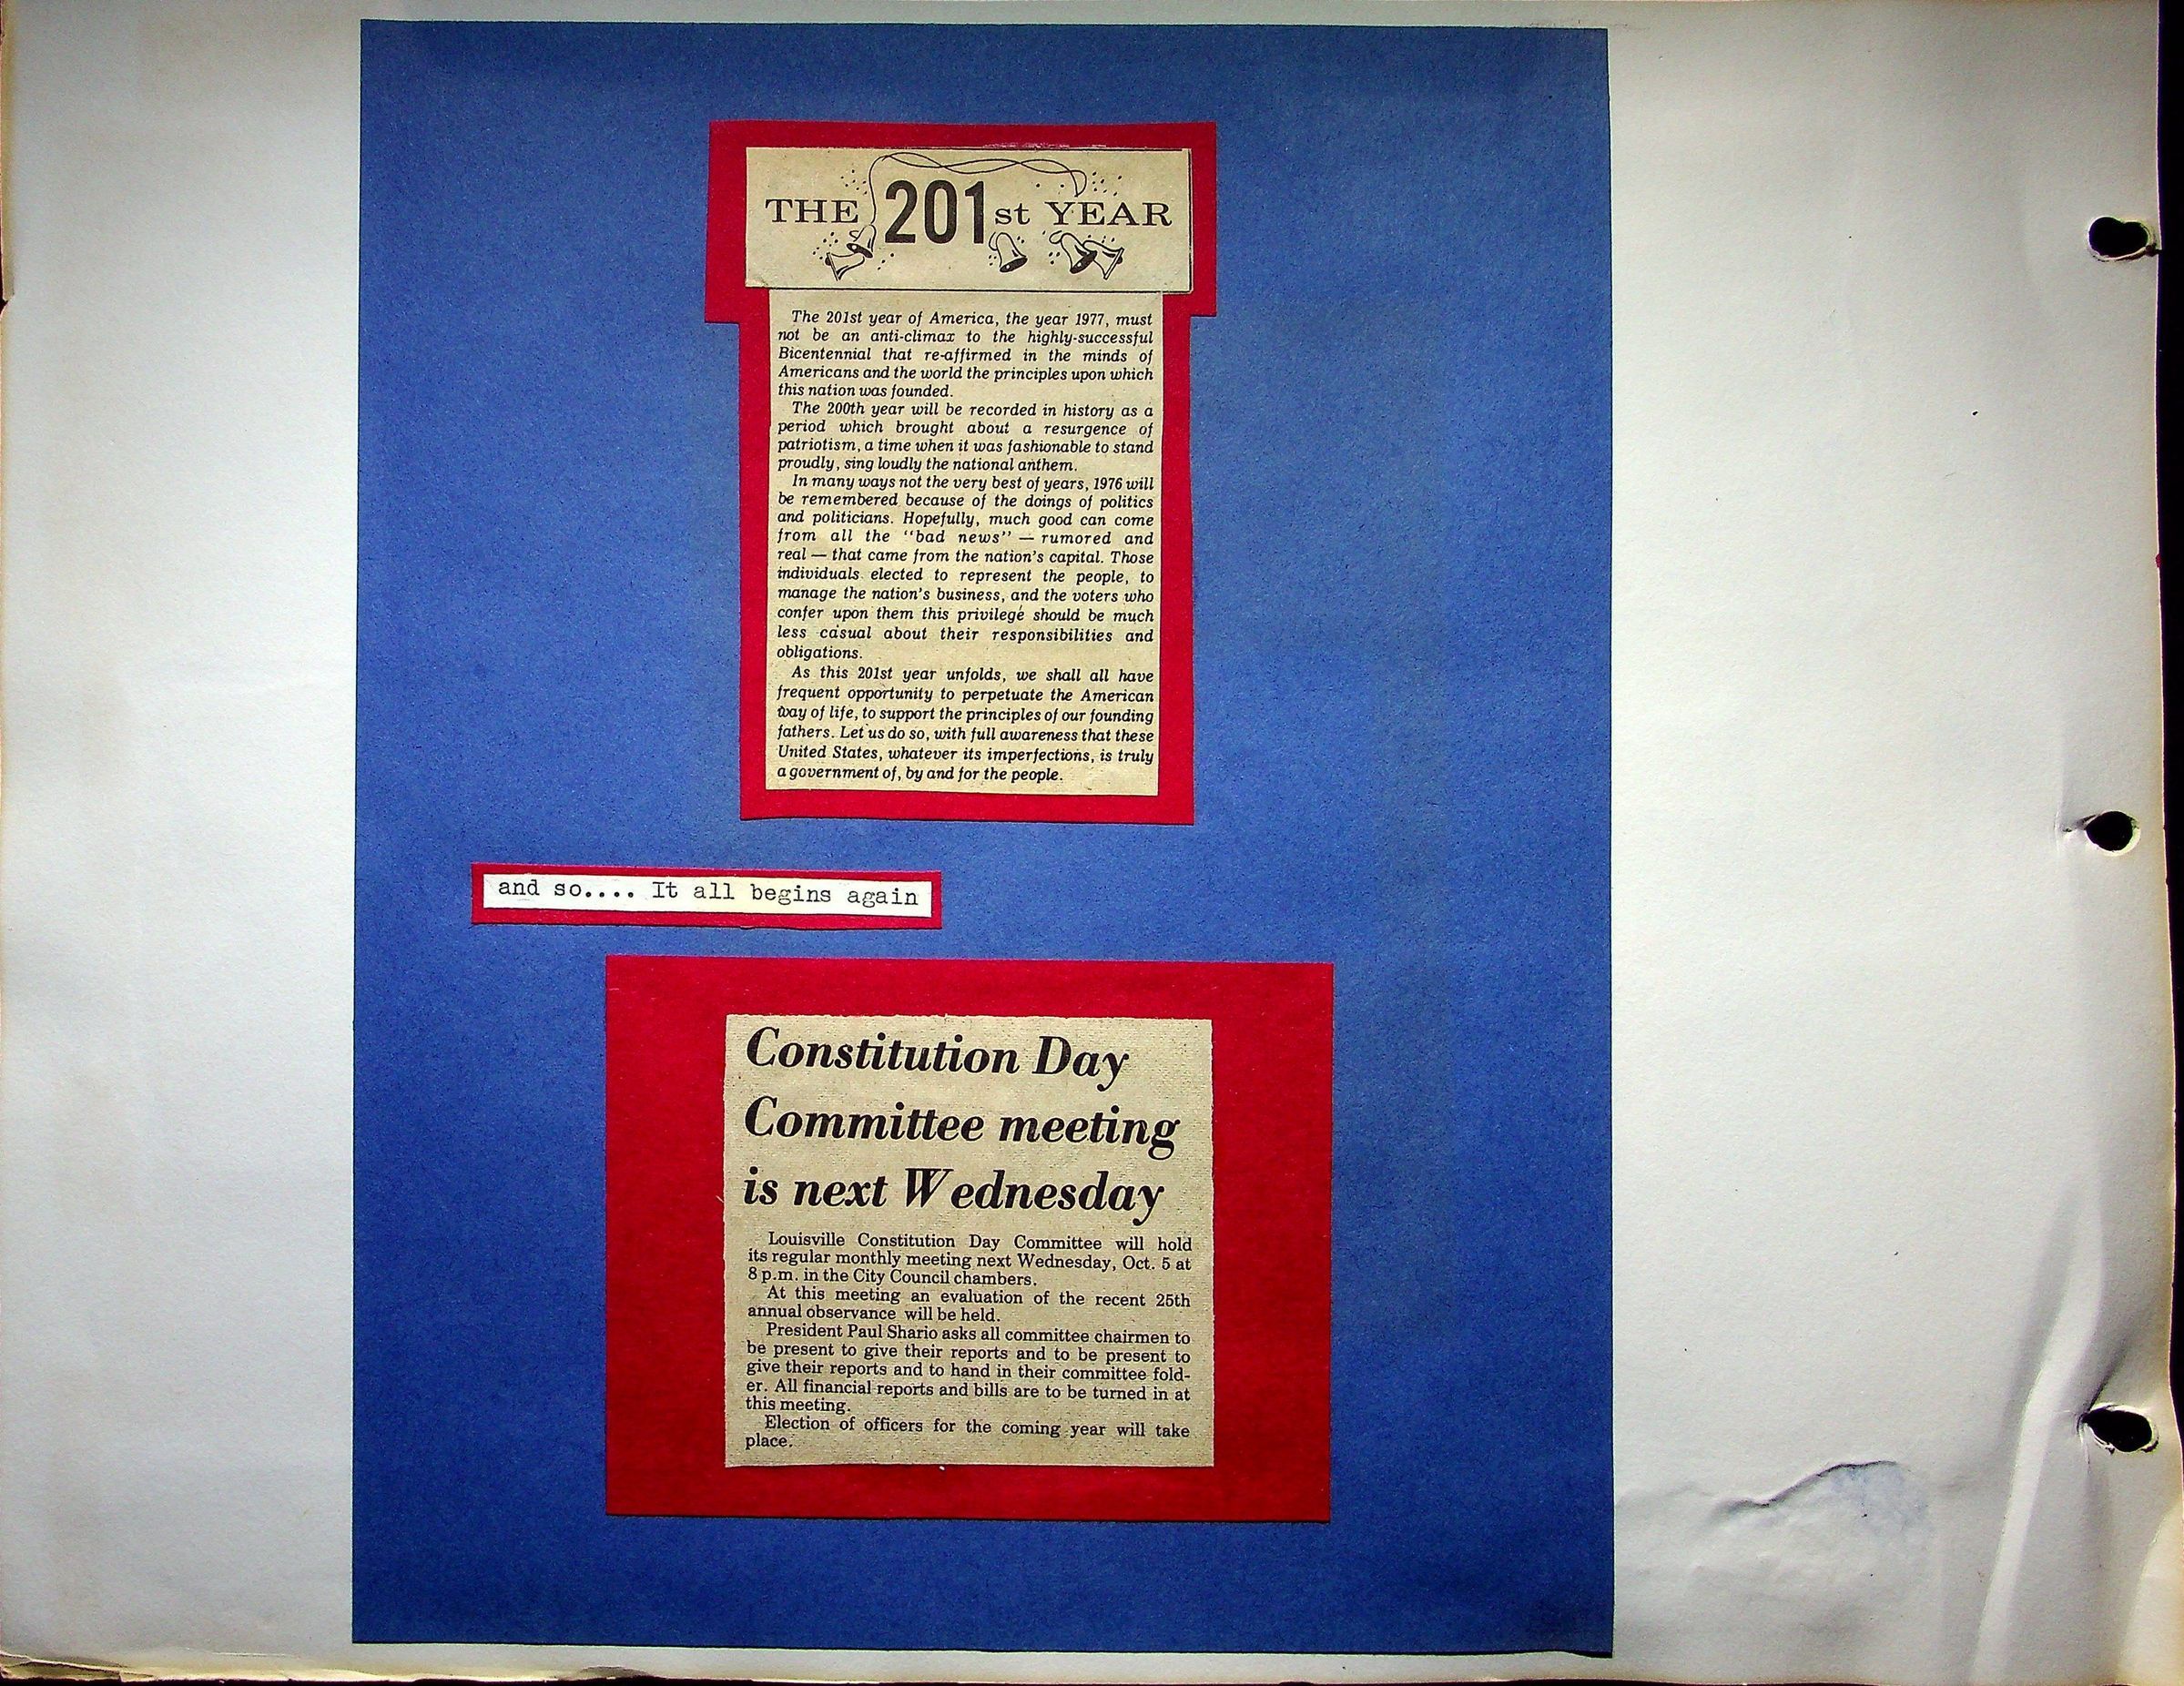 THE 201st YEAR
The 201st year of America, the year 1977, must
not be an anti-climax to the highly-successful
Bicentennial that re-affirmed in the minds of
Americans and the world the principles upon which
this nation was founded.
The 200th year will be recorded in history as a
period which brought about a resurgence of
patriotism, a time when it was fashionable to stand
proudly, sing loudly the national anthem.
In many ways not the very best of years, 1976 will
be remembered because of the doings of politics
and politicians. Hopefully, much good can come
from all the "bad news" — rumored and
real — that came from the nation's capital. Those
individuals elected to represent the people, to
manage the nation's business, and the voters who
confer upon them this privilege should be much
less casual about their responsibilities and
obligations.
As this 201st year unfolds, we shall all have
frequent opportunity to perpetuate the American
way of life, to support the principles of our founding
fathers. Let us do so, with full awareness that these
United States, whatever its imperfections, is truly
a government of, by and for the people.
and so.... It all begins again
Constitution Day
Committee meeting
is next Wednesday
Louisville Constitution Day Committee will hold
its regular monthly meeting next Wednesday, Oct. 5 at
8 p.m. in the City Council chambers.
At this meeting an evaluation of the recent 25th
annual observance will be held.
President Paul Shario asks all committee chairmen to
be present to give their reports and to be present to
give their reports and to hand in their committee fold-
er. All financial reports and bills are to be turned in at
this meeting.
Election of officers for the coming year will take
place.